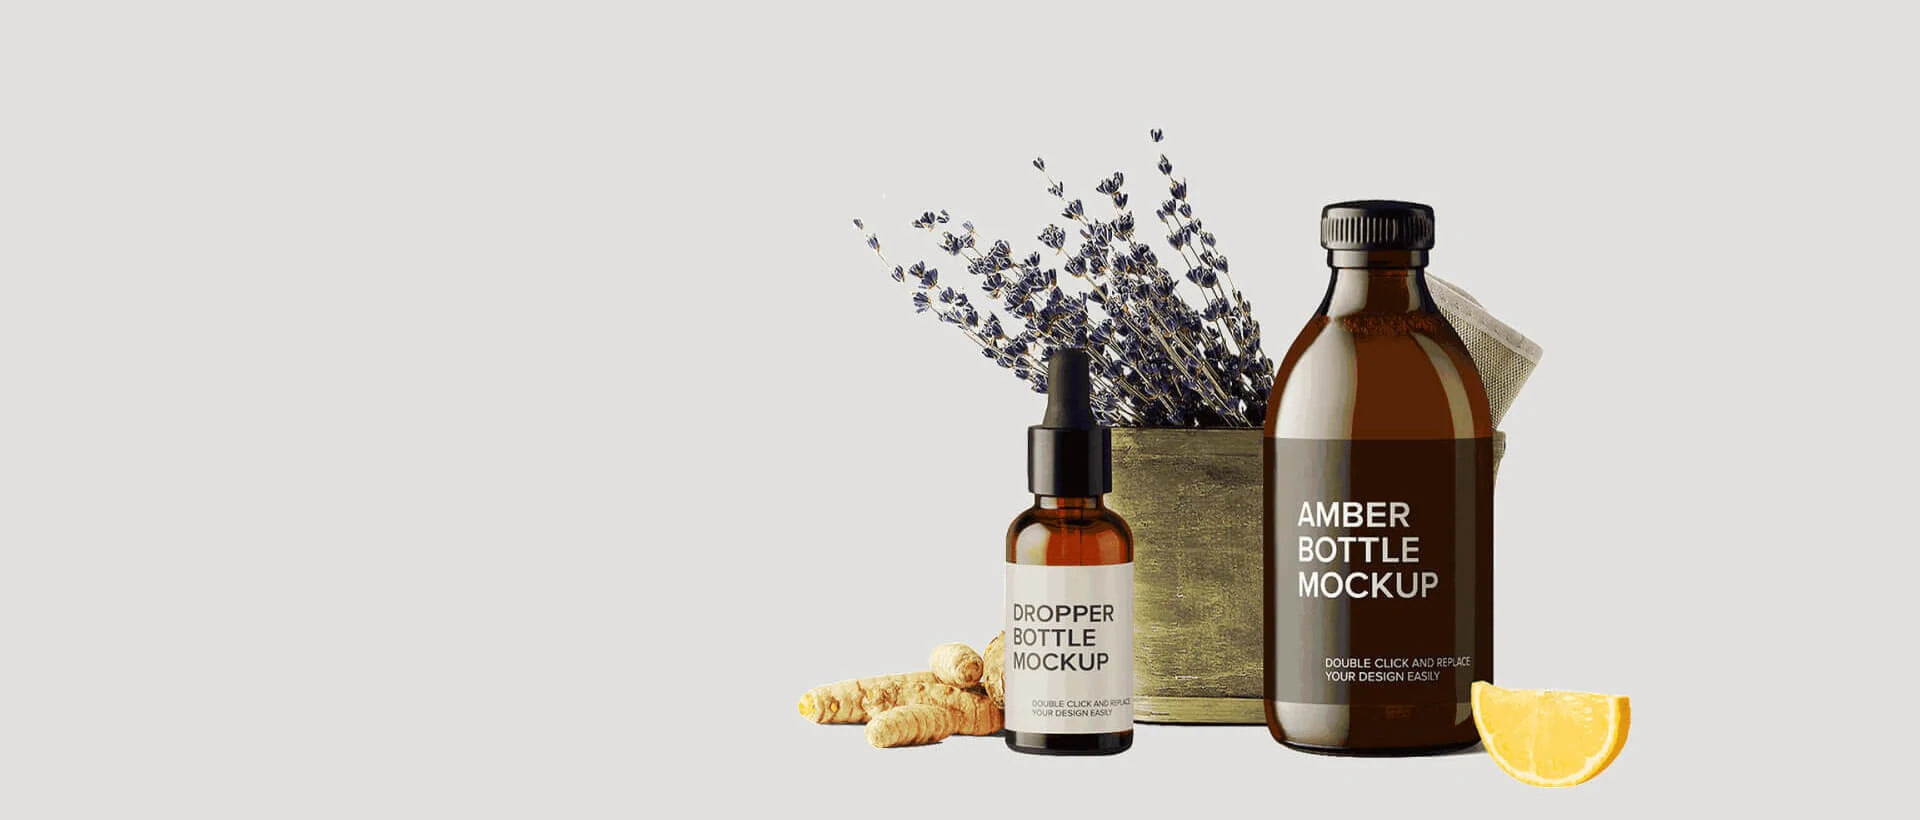 DROPPER
BOTTLE
MOCKUP
DOUBLE CLICK AND REPLACE
YOUR DESIGN EASILY
AMBER
BOTTLE
MOCKUP
DOUBLE CLICK AND REPLACE
YOUR DESIGN EASILY